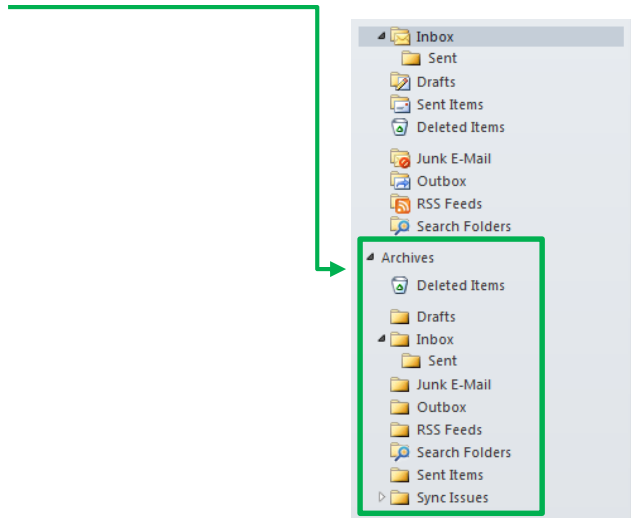 Inbox
Sent
Drafts
Sent Items
Deleted Items
Junk E-Mail
Outbox
RSS Feeds
Search Folders
Archives
Deleted Items
Drafts
Inbox
Sent
Junk E-Mail
Outbox
RSS Feeds
Search Folders
Sent Items
Sync Issues